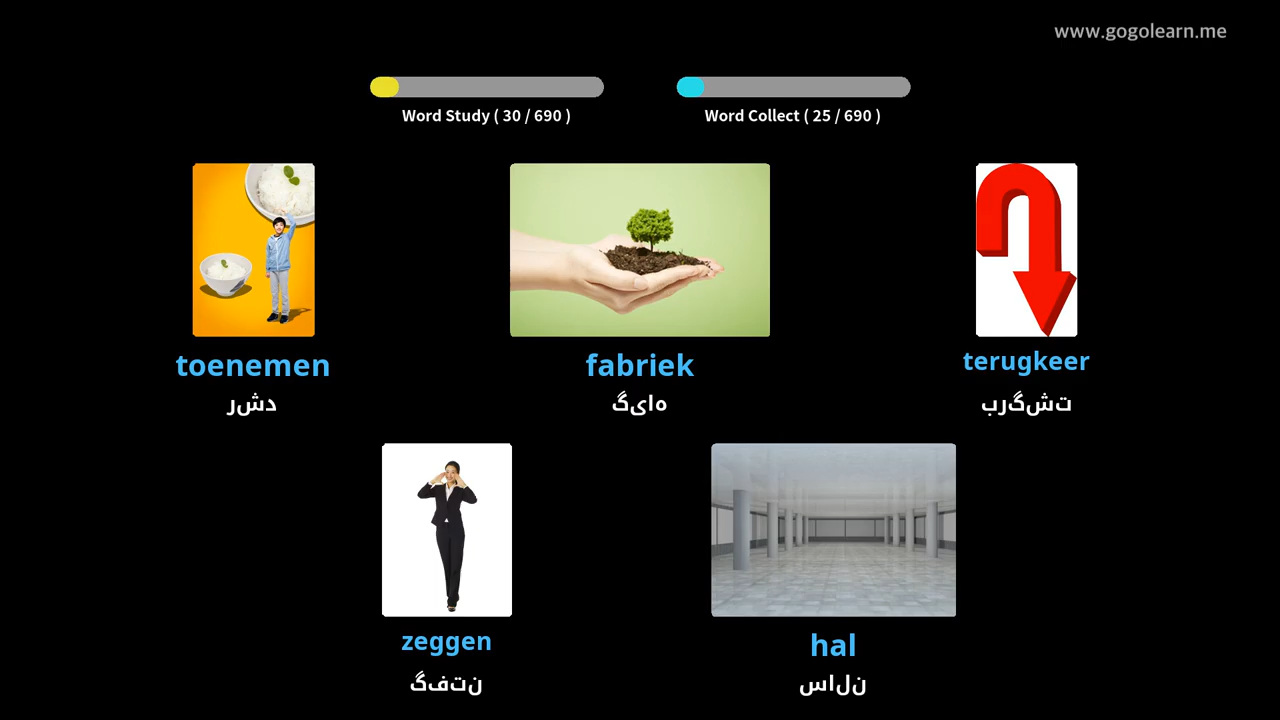 www.gogolearn.me
Word Study ( 30 / 690 )
Word Collect ( 25 / 690 )
toenemen
دشر
fabriek
هایگ
terugkeer
تشگرب
zeggen
نتفگ
hal
نلاس